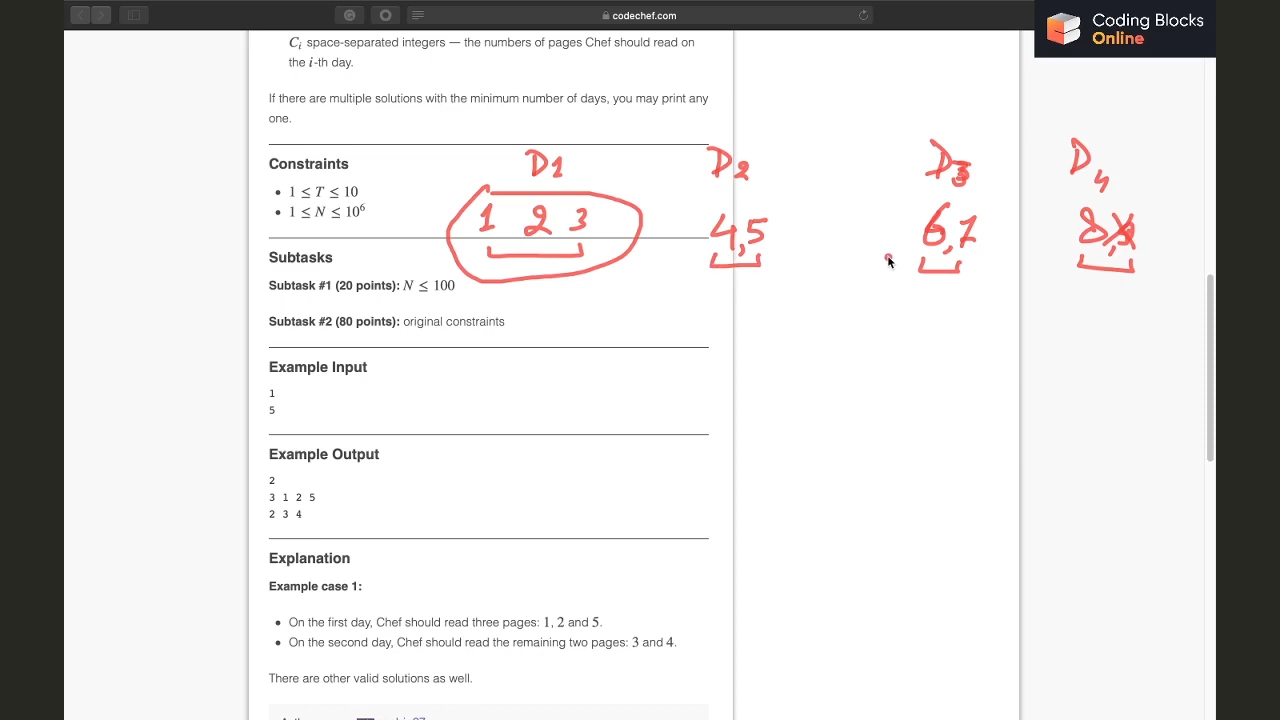 codechef.com
Coding Blocks
Online
Cᵢ space-separated integers — the numbers of pages Chef should read on
the i-th day.
If there are multiple solutions with the minimum number of days, you may print any
one.
Constraints
• 1 ≤ T ≤ 10
• 1 ≤ N ≤ 10⁶
D1 D2 D3 D4
1 2 3 4,5 6,7 8,9
Subtasks
Subtask #1 (20 points): N ≤ 100
Subtask #2 (80 points): original constraints
Example Input
1
5
Example Output
2
3 1 2 5
2 3 4
Explanation
Example case 1:
• On the first day, Chef should read three pages: 1, 2 and 5.
• On the second day, Chef should read the remaining two pages: 3 and 4.
There are other valid solutions as well.